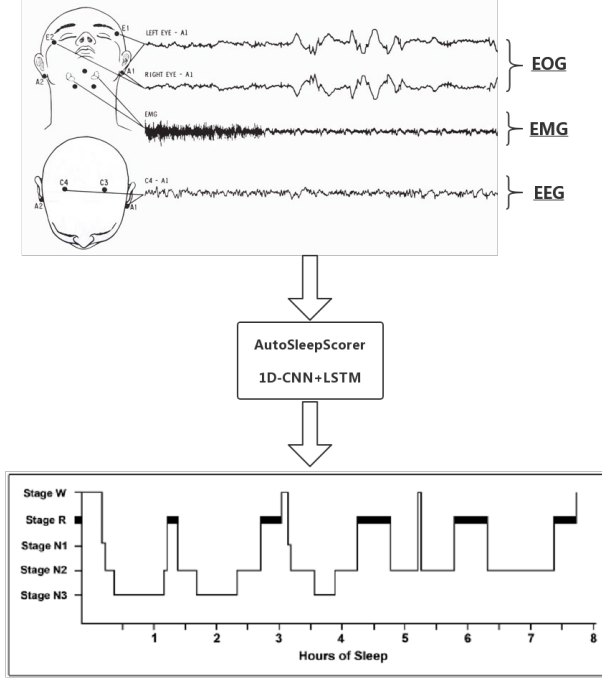 E2
E1
LEFT EYE - A1
EOG
RIGHT EYE - A1
A2
A1
EMG
EMG
C4 - A1
EEG
C4
C3
A2
A1
AutoSleepScorer
1D-CNN+LSTM
Stage W
Stage R
Stage N1
Stage N2
Stage N3
1 2 3 4 5 6 7 8
Hours of Sleep